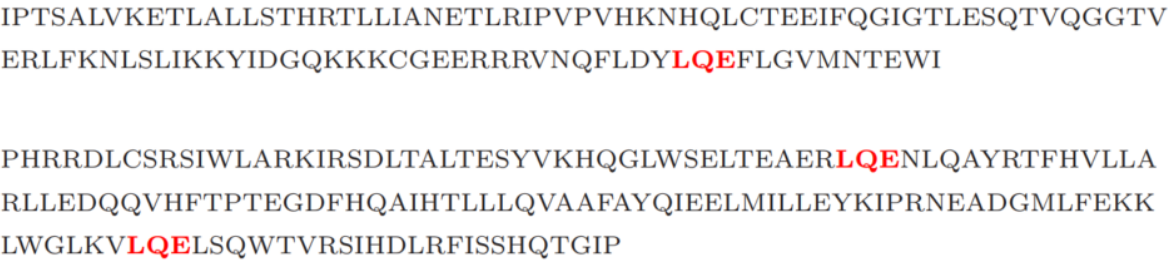 IPTSALVKETLALLSTHRTLLIANETLRIPVPVHKNHQLCTEEIFQGIGTLESQTVQGGTV
ERLFKNLSLIKKYIDGQKKKCGEERRRVNQFLDYLQEFLGVMNTEWI
PHRRDLCSRSIWLARKIRSDLTALTESYVKHQGLWSELTEAERLQENLQAYRTFHVLLA
RLLEDQQVHFTPTEGDFHQAIHTLLLQVAAFAYQIEELMILLEYKIPRNEADGMLFEKK
LWGLKVLQELSQWTVRSIHDLRFISSHQTGIP